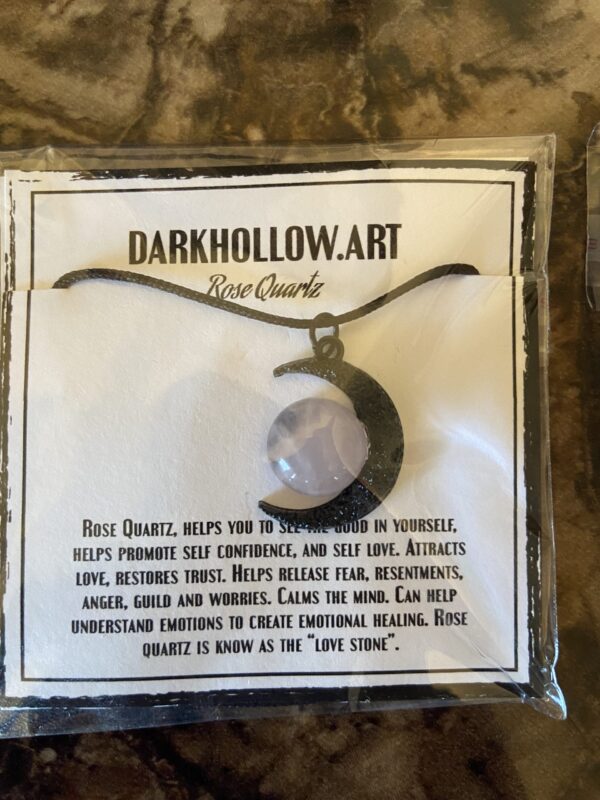 DARKHOLLOW.ART
Rose Quartz
ROSE QUARTZ, HELPS YOU TO SEE GOOD IN YOURSELF,
HELPS PROMOTE SELF CONFIDENCE, AND SELF LOVE. ATTRACTS
LOVE, RESTORES TRUST. HELPS RELEASE FEAR, RESENTMENTS,
ANGER, GUILD AND WORRIES. CALMS THE MIND. CAN HELP
UNDERSTAND EMOTIONS TO CREATE EMOTIONAL HEALING. ROSE
QUARTZ IS KNOW AS THE “LOVE STONE”.